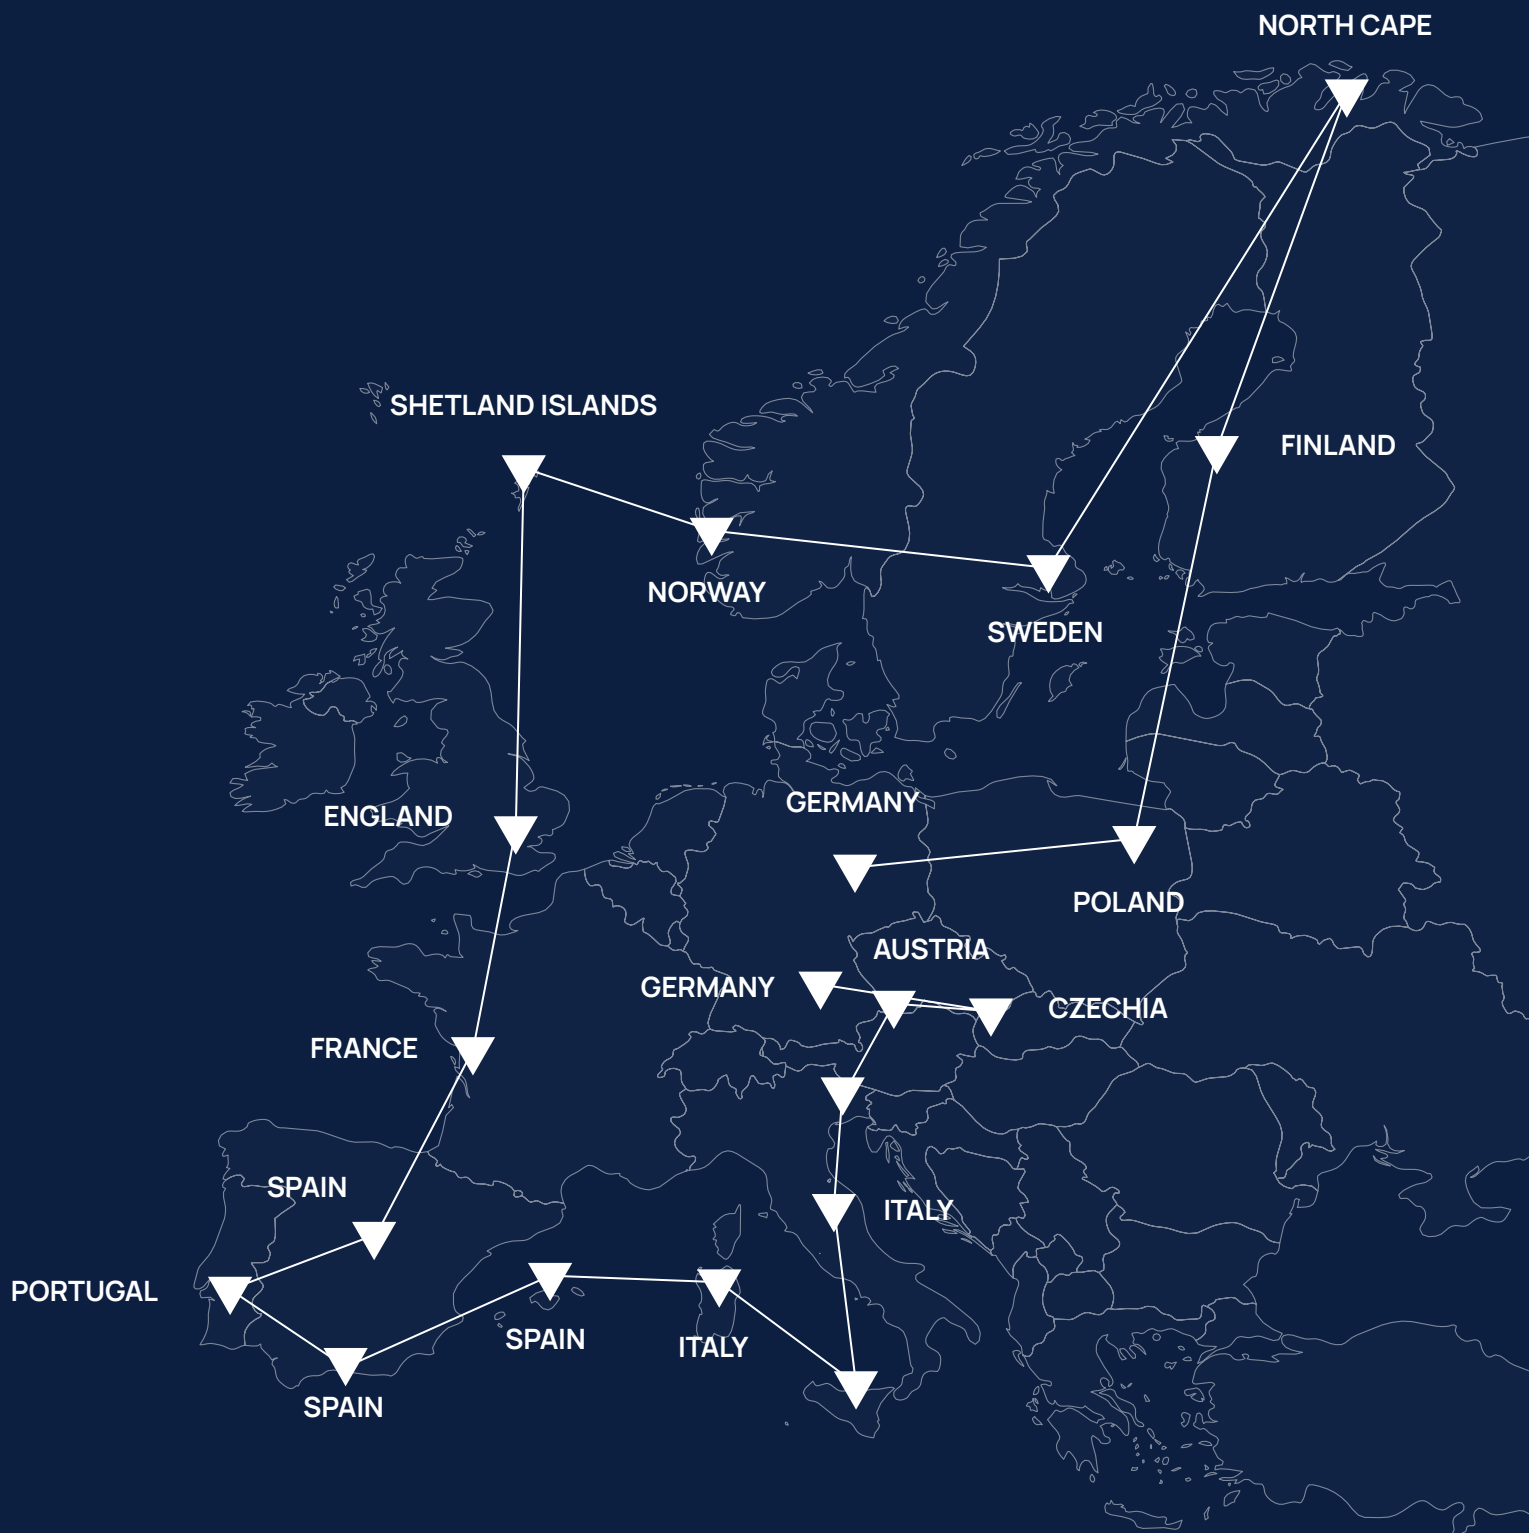 NORTH CAPE
SHETLAND ISLANDS
FINLAND
NORWAY
SWEDEN
GERMANY
ENGLAND
POLAND
AUSTRIA
GERMANY
CZECHIA
FRANCE
SPAIN
ITALY
PORTUGAL
SPAIN
ITALY
SPAIN